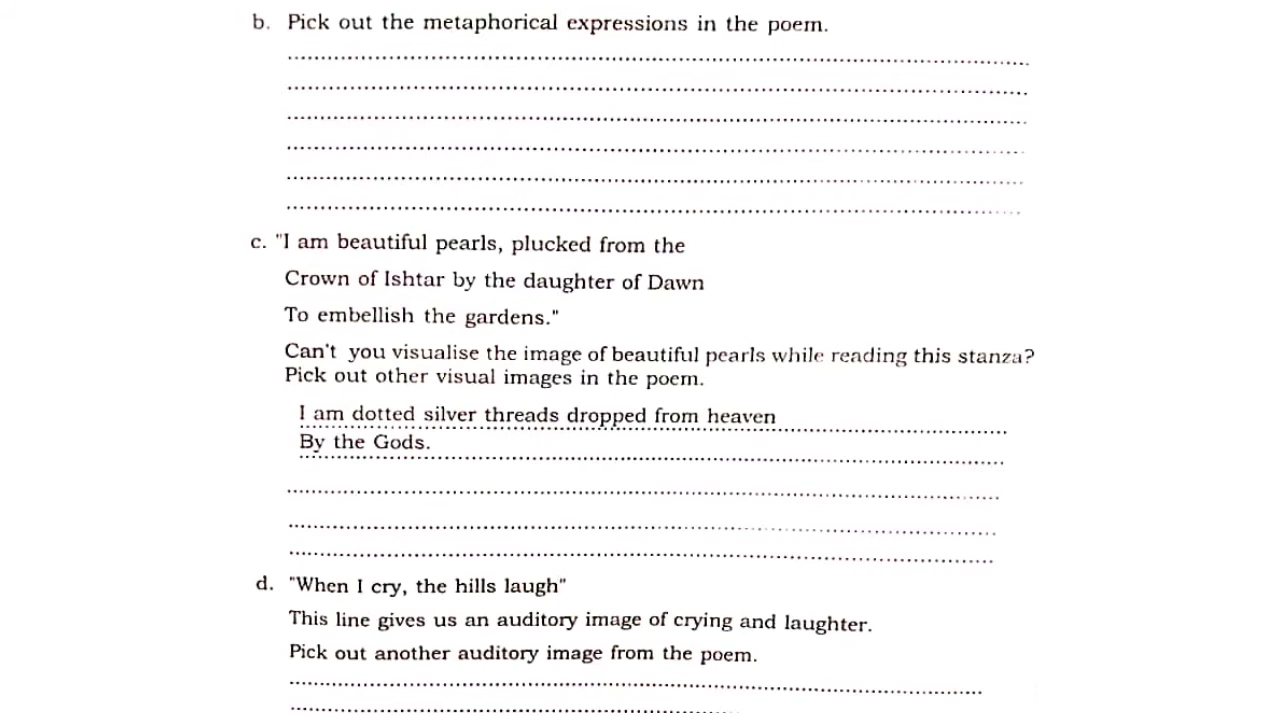 b. Pick out the metaphorical expressions in the poem.
c. "I am beautiful pearls, plucked from the
Crown of Ishtar by the daughter of Dawn
To embellish the gardens."
Can't you visualise the image of beautiful pearls while reading this stanza?
Pick out other visual images in the poem.
I am dotted silver threads dropped from heaven
By the Gods.
d. "When I cry, the hills laugh"
This line gives us an auditory image of crying and laughter.
Pick out another auditory image from the poem.